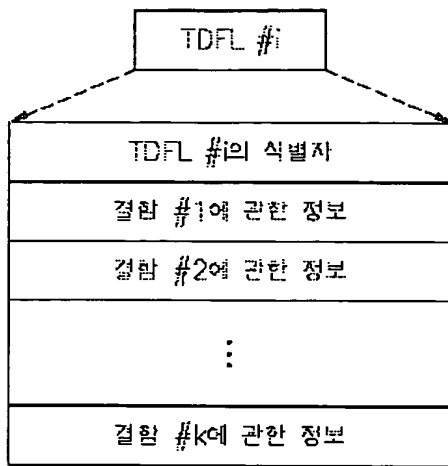 TDFL #i
TDFL #i의 식별자
결함 #1에 관한 정보
결함 #2에 관한 정보
⋮
결함 #k에 관한 정보